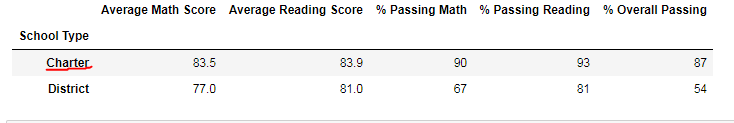 Average Math Score Average Reading Score % Passing Math % Passing Reading % Overall Passing
School Type
Charter 83.5 83.9 90 93 87
District 77.0 81.0 67 81 54